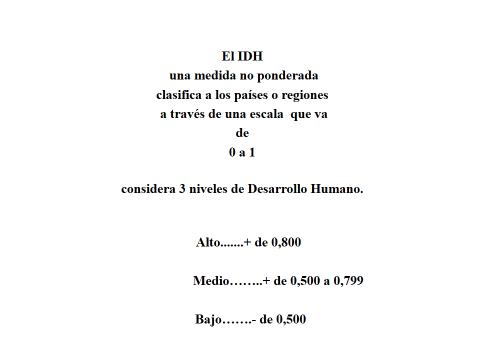 El IDH
una medida no ponderada
clasifica a los países o regiones
a través de una escala que va
de
0 a 1
considera 3 niveles de Desarrollo Humano.
Alto.......+ de 0,800
Medio……..+ de 0,500 a 0,799
Bajo…….- de 0,500